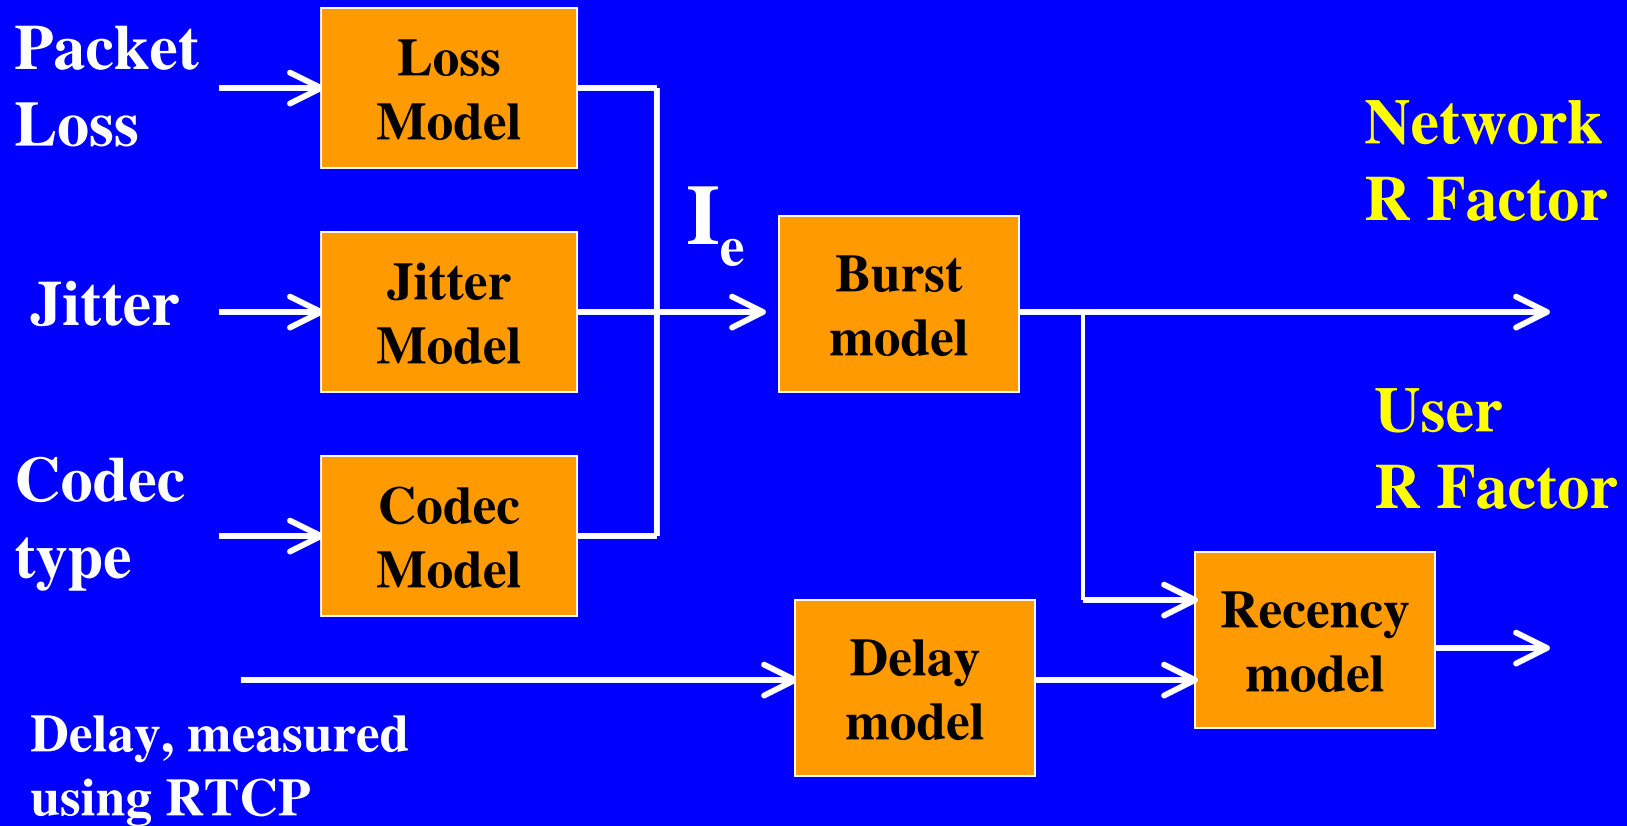 Packet
Loss
Loss
Model
Network
R Factor
I_e
Jitter
Jitter
Model
Burst
model
User
R Factor
Codec
type
Codec
Model
Recency
model
Delay
model
Delay, measured
using RTCP